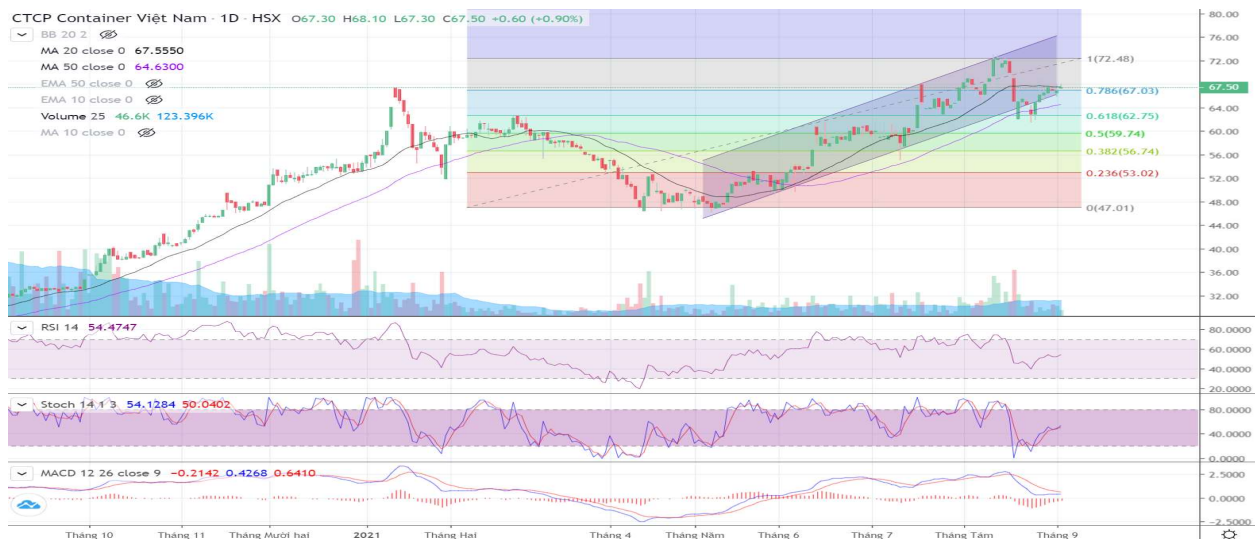 CTCP Container Việt Nam · 1D · HSX O67.30 H68.10 L67.30 C67.50 +0.60 (+0.90%)
BB 20 2
MA 20 close 0 67.5550
MA 50 close 0 64.6300
EMA 50 close 0
EMA 10 close 0
Volume 25 46.6K 123.396K
MA 10 close 0
80.00
76.00
1(72.48)
72.00
67.50
0.786(67.03)
64.00
0.618(62.75)
60.00
0.5(59.74)
0.382(56.74)
56.00
0.236(53.02)
52.00
48.00
0(47.01)
44.00
40.00
36.00
32.00
RSI 14 54.4747
80.0000
60.0000
40.0000
20.0000
Stoch 14 1 3 54.1284 50.0402
80.0000
40.0000
0.0000
MACD 12 26 close 9 −0.2142 0.4268 0.6410
2.5000
0.0000
-2.5000
Tháng 10 Tháng 11 Tháng Mười hai 2021 Tháng Hai Tháng 4 Tháng Năm Tháng 6 Tháng 7 Tháng Tám Tháng 9